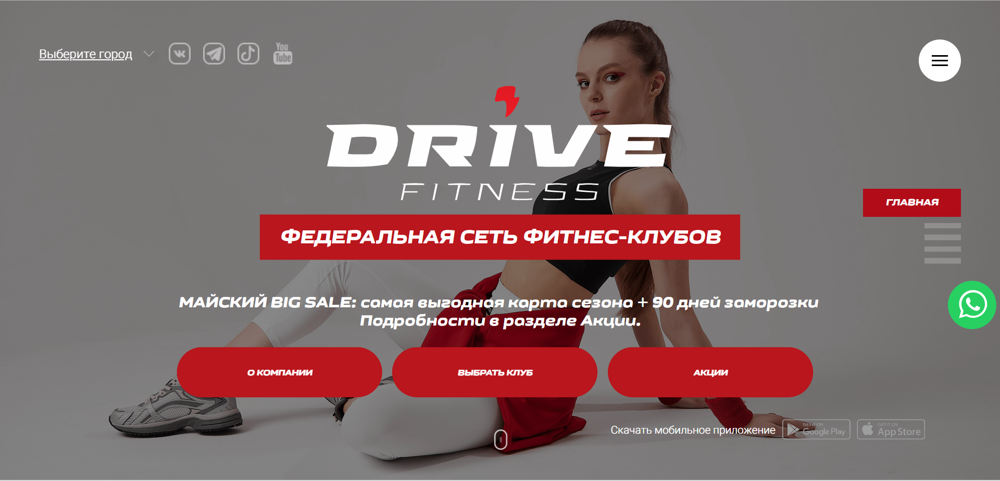 Выберите город
You
Tube
DRIVE
FITNESS
ГЛАВНАЯ
ФЕДЕРАЛЬНАЯ СЕТЬ ФИТНЕС-КЛУБОВ
МАЙСКИЙ BIG SALE: самая выгодная карта сезона + 90 дней заморозки
Подробности в разделе Акции.
О КОМПАНИИ
ВЫБРАТЬ КЛУБ
АКЦИИ
Скачать мобильное приложение
GET IT ON
Google Play
GET IT ON
App Store